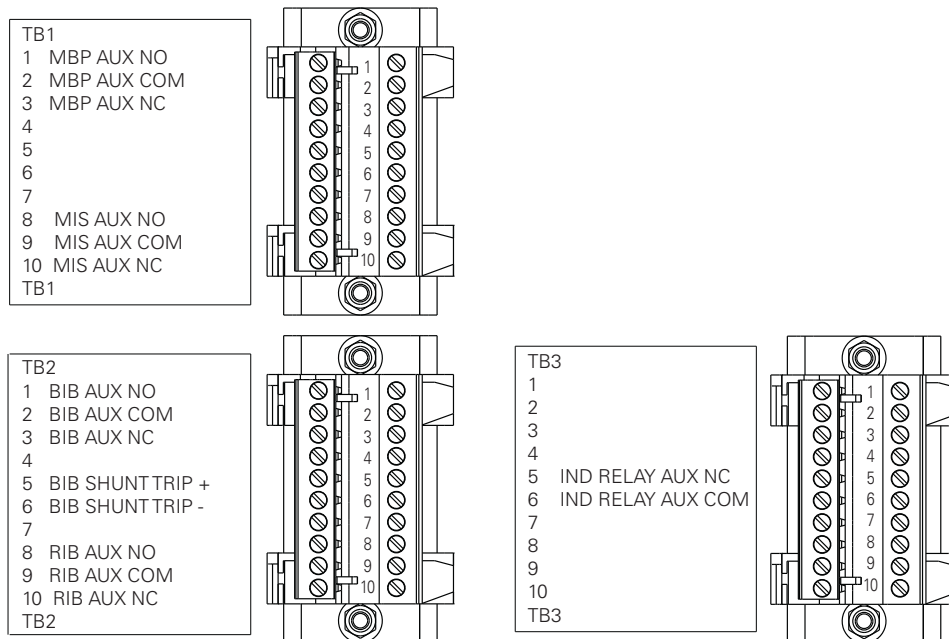 TB1
1 MBP AUX NO
2 MBP AUX COM
3 MBP AUX NC
4
5
6
7
8 MIS AUX NO
9 MIS AUX COM
10 MIS AUX NC
TB1
1
2
3
4
5
6
7
8
9
10
TB2
1 BIB AUX NO
2 BIB AUX COM
3 BIB AUX NC
4
5 BIB SHUNT TRIP +
6 BIB SHUNT TRIP -
7
8 RIB AUX NO
9 RIB AUX COM
10 RIB AUX NC
TB2
1
2
3
4
5
6
7
8
9
10
TB3
1
2
3
4
5 IND RELAY AUX NC
6 IND RELAY AUX COM
7
8
9
10
TB3
1
2
3
4
5
6
7
8
9
10